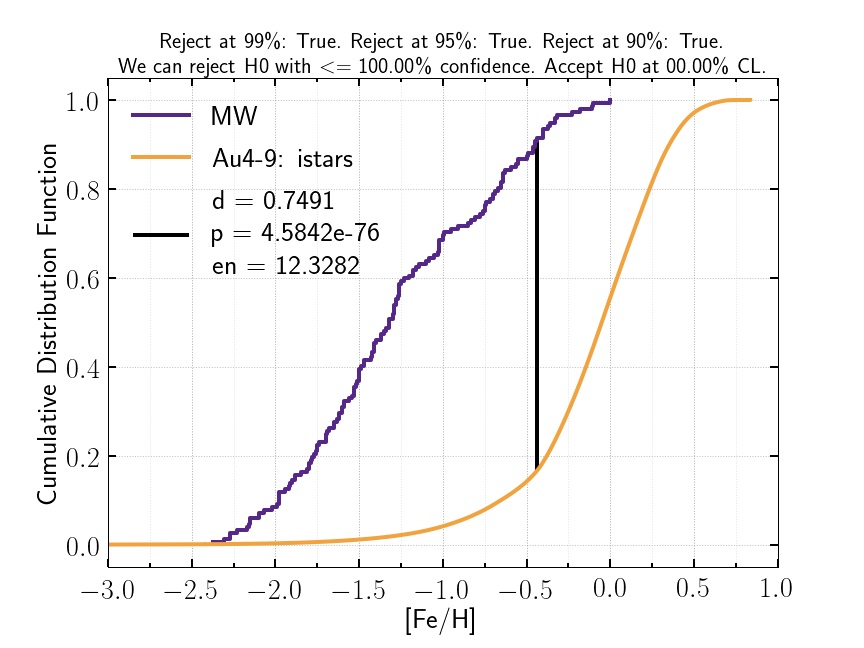 Reject at 99%: True. Reject at 95%: True. Reject at 90%: True.
We can reject H0 with <= 100.00% confidence. Accept H0 at 00.00% CL.
MW
Au4-9: istars
d = 0.7491
p = 4.5842e-76
en = 12.3282
Cumulative Distribution Function
1.0
0.8
0.6
0.4
0.2
0.0
−3.0 −2.5 −2.0 −1.5 −1.0 −0.5 0.0 0.5 1.0
[Fe/H]